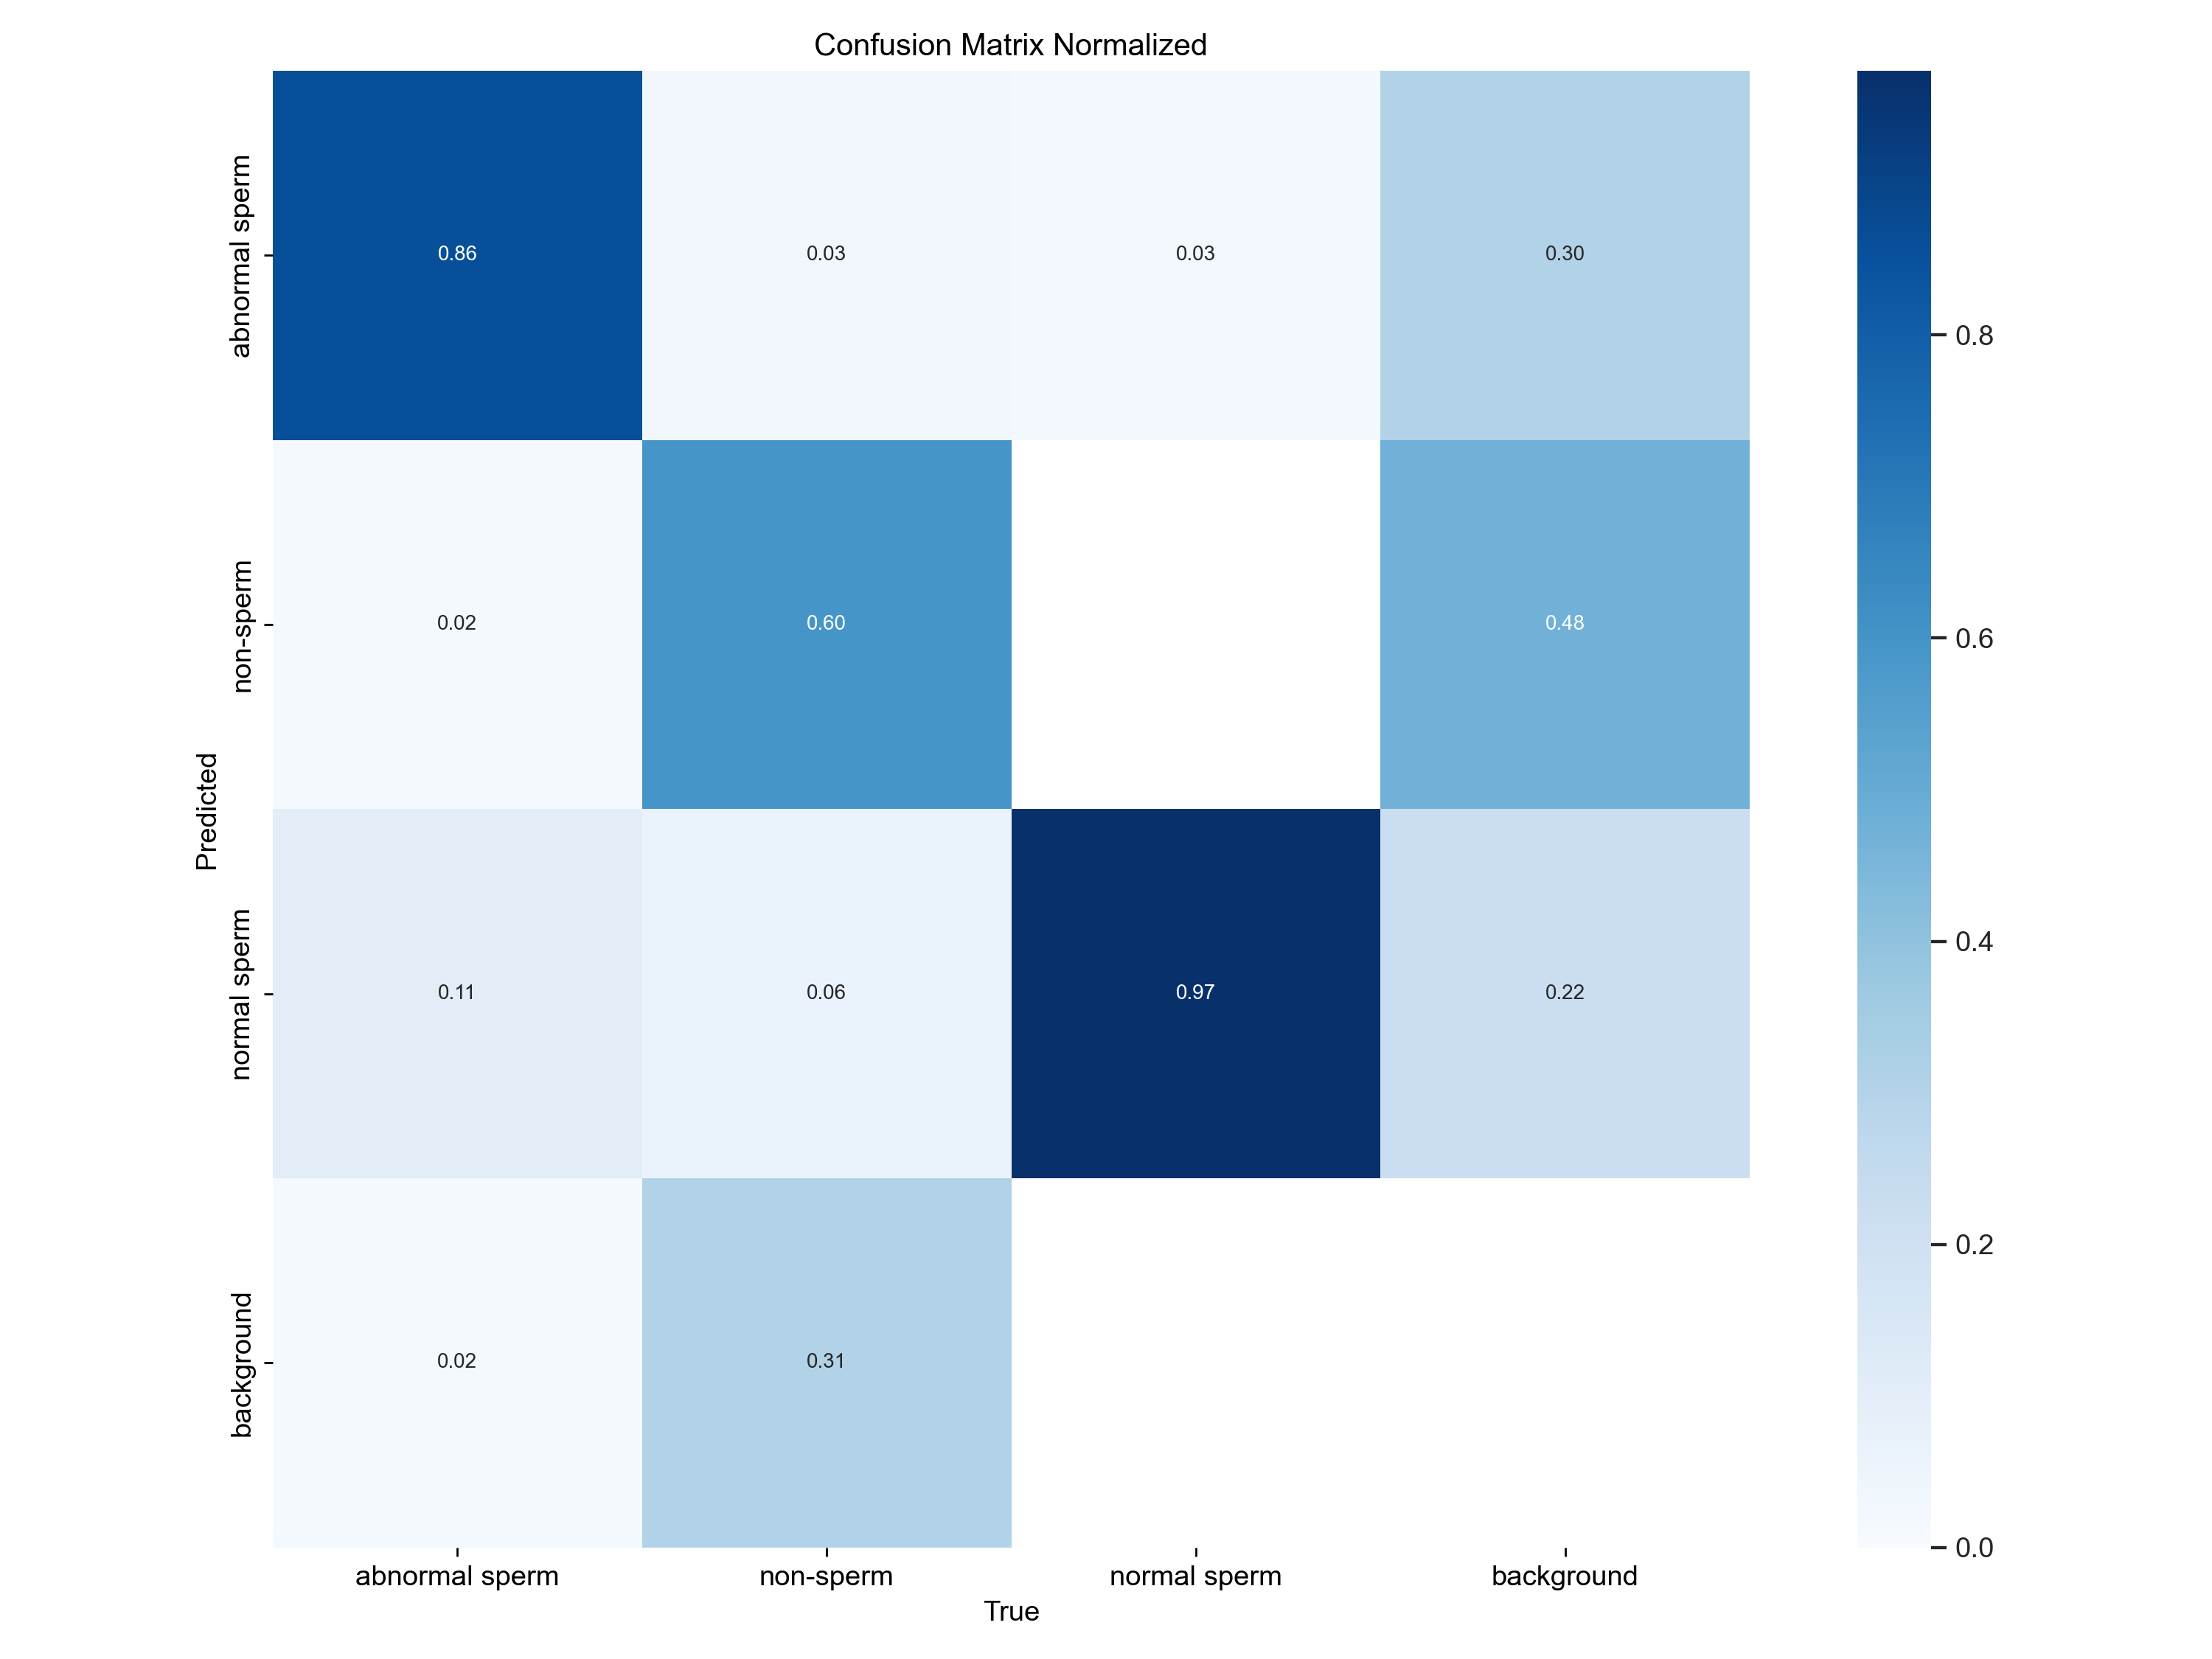 Confusion Matrix Normalized
abnormal sperm
0.86
0.03
0.03
0.30
non-sperm
0.02
0.60
0.48
normal sperm
0.11
0.06
0.97
0.22
background
0.02
0.31
Predicted
abnormal sperm
non-sperm
normal sperm
background
True
0.8
0.6
0.4
0.2
0.0